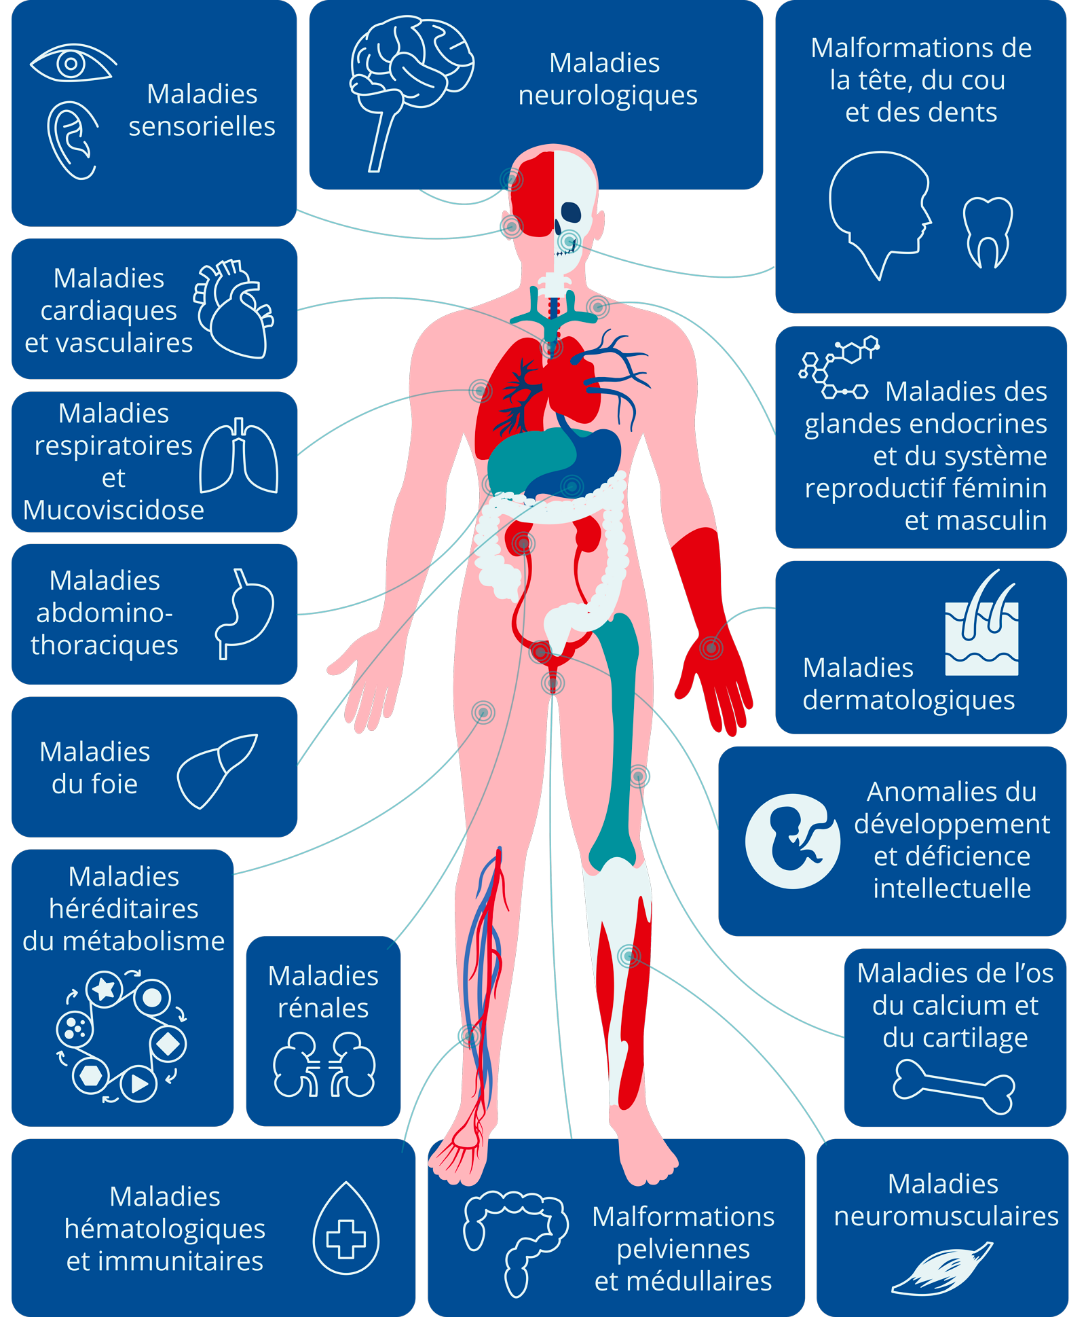 Maladies
sensorielles
Maladies
neurologiques
Malformations de
la tête, du cou
et des dents
Maladies
cardiaques
et vasculaires
Maladies
respiratoires
et
Mucoviscidose
Maladies des
glandes endocrines
et du système
reproductif féminin
et masculin
Maladies
abdomino-
thoraciques
Maladies
dermatologiques
Maladies
du foie
Anomalies du
développement
et déficience
intellectuelle
Maladies
héréditaires
du métabolisme
Maladies
rénales
Maladies de l’os
du calcium et
du cartilage
Maladies
hématologiques
et immunitaires
Malformations
pelviennes
et médullaires
Maladies
neuromusculaires